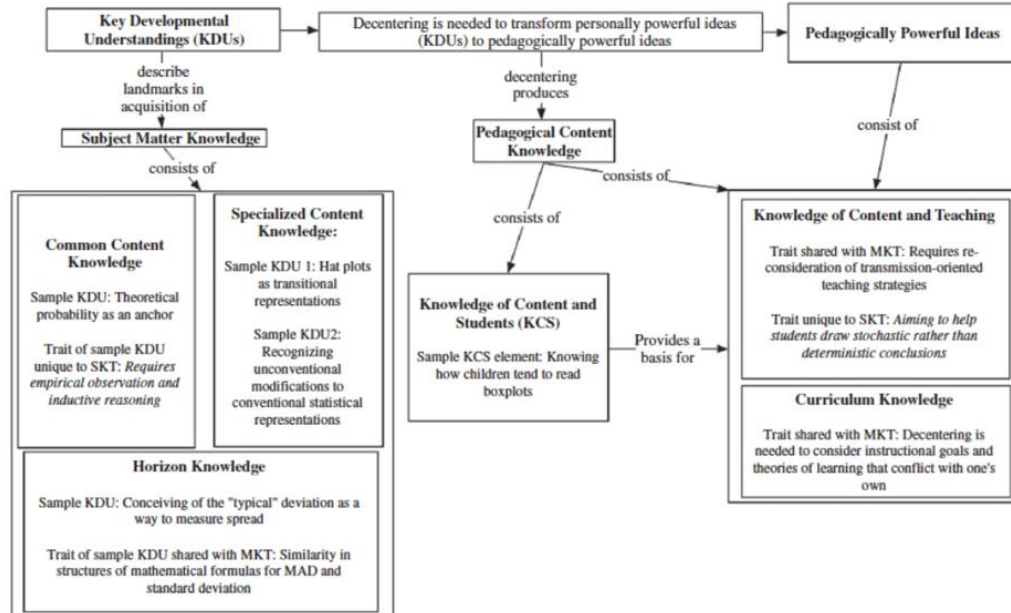 Key Developmental
Understandings (KDUs)
Decentering is needed to transform personally powerful ideas
(KDUs) to pedagogically powerful ideas
Pedagogically Powerful Ideas
describe
landmarks in
acquisition of
decentering
produces
consist of
Subject Matter Knowledge
Pedagogical Content
Knowledge
consists of
consists of
consists of
Common Content
Knowledge
Sample KDU: Theoretical
probability as an anchor
Trait of sample KDU
unique to SKT: Requires
empirical observation and
inductive reasoning
Specialized Content
Knowledge:
Sample KDU 1: Hat plots
as transitional
representations
Sample KDU2:
Recognizing
unconventional
modifications to
conventional statistical
representations
Horizon Knowledge
Sample KDU: Conceiving of the "typical" deviation as a
way to measure spread
Trait of sample KDU shared with MKT: Similarity in
structures of mathematical formulas for MAD and
standard deviation
Knowledge of Content and
Students (KCS)
Sample KCS element: Knowing
how children tend to read
boxplots
Provides a
basis for
Knowledge of Content and Teaching
Trait shared with MKT: Requires re-
consideration of transmission-oriented
teaching strategies
Trait unique to SKT: Aiming to help
students draw stochastic rather than
deterministic conclusions
Curriculum Knowledge
Trait shared with MKT: Decentering is
needed to consider instructional goals and
theories of learning that conflict with one's
own